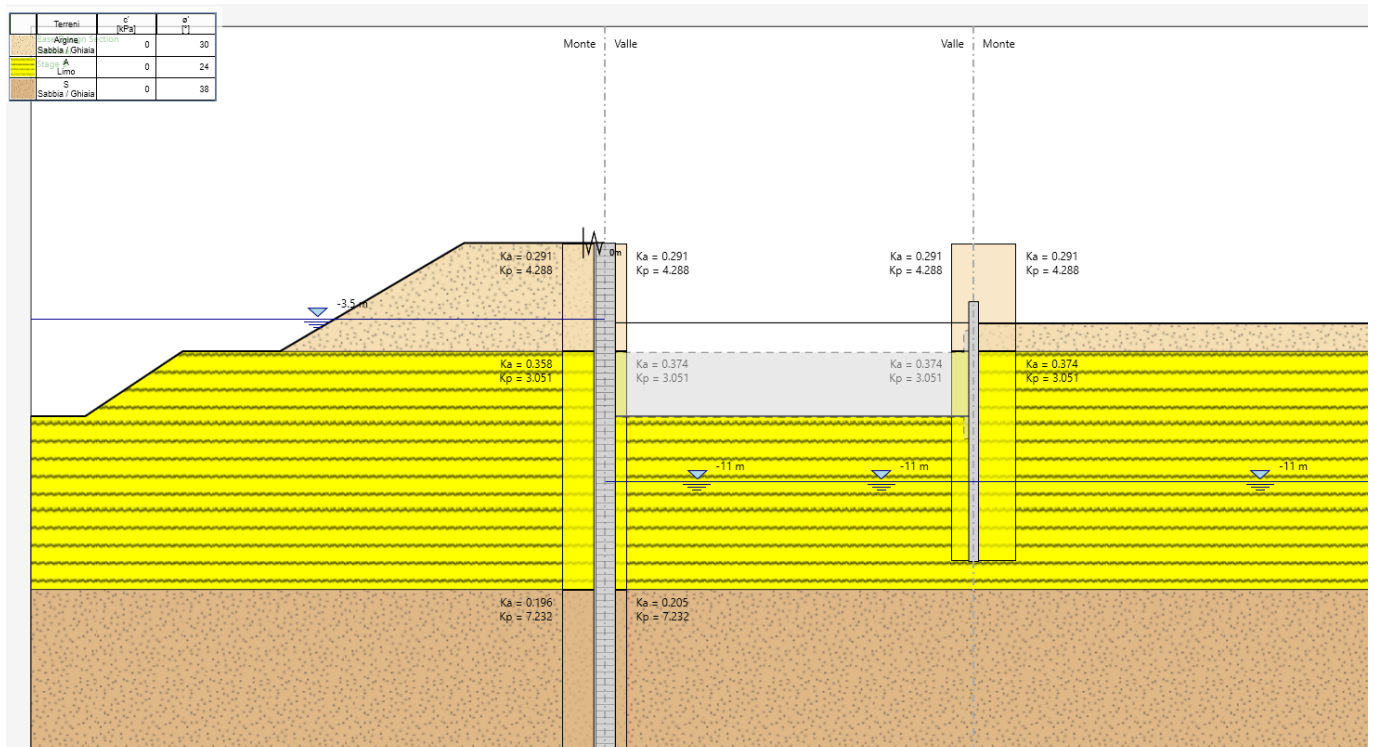 Terreni c' [kPa] ø' [°]
Base Design Section
Argine
Sabbia / Ghiaia 0 30
Stage
A
Limo 0 24
S
Sabbia / Ghiaia 0 38
Monte Valle
Valle Monte
0m
Ka = 0.291
Kp = 4.288
Ka = 0.291
Kp = 4.288
Ka = 0.291
Kp = 4.288
Ka = 0.291
Kp = 4.288
-3.5 m
Ka = 0.358
Kp = 3.051
Ka = 0.374
Kp = 3.051
Ka = 0.374
Kp = 3.051
Ka = 0.374
Kp = 3.051
-11 m
-11 m
-11 m
Ka = 0.196
Kp = 7.232
Ka = 0.205
Kp = 7.232